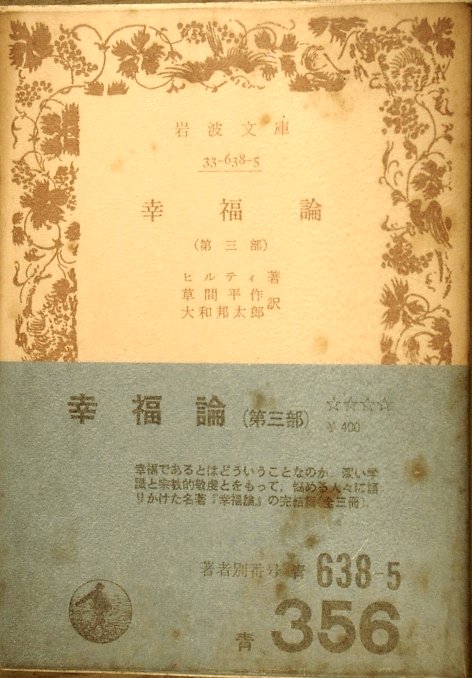 岩波文庫
33-638-5
幸福論
(第三部)
ヒルティ著
草間平作
大和邦太郎訳
幸福論(第三部)
☆☆☆☆
¥400
幸福であるとはどういうことなのか。深い学
識と宗教的敬虔とをもって,悩める人々に語
りかけた名著『幸福論』の完結篇(全三冊).
著者別番号 青 638-5
青 356